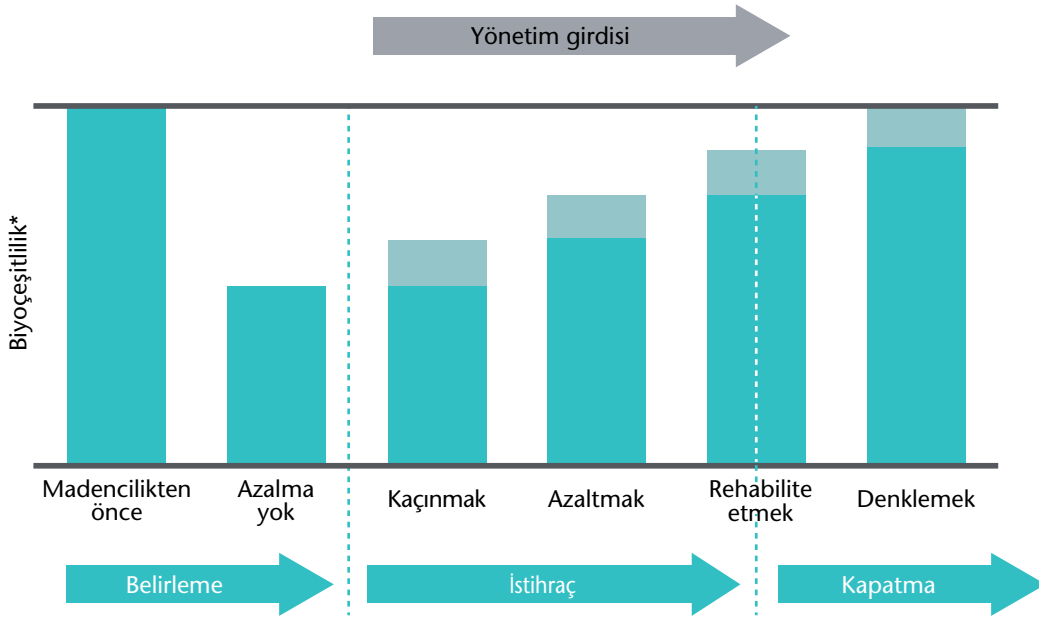 Yönetim girdisi
Biyoçeşitlilik*
Madencilikten
önce
Azalma
yok
Kaçınmak
Azaltmak
Rehabilite
etmek
Denklemek
Belirleme
İstihraç
Kapatma